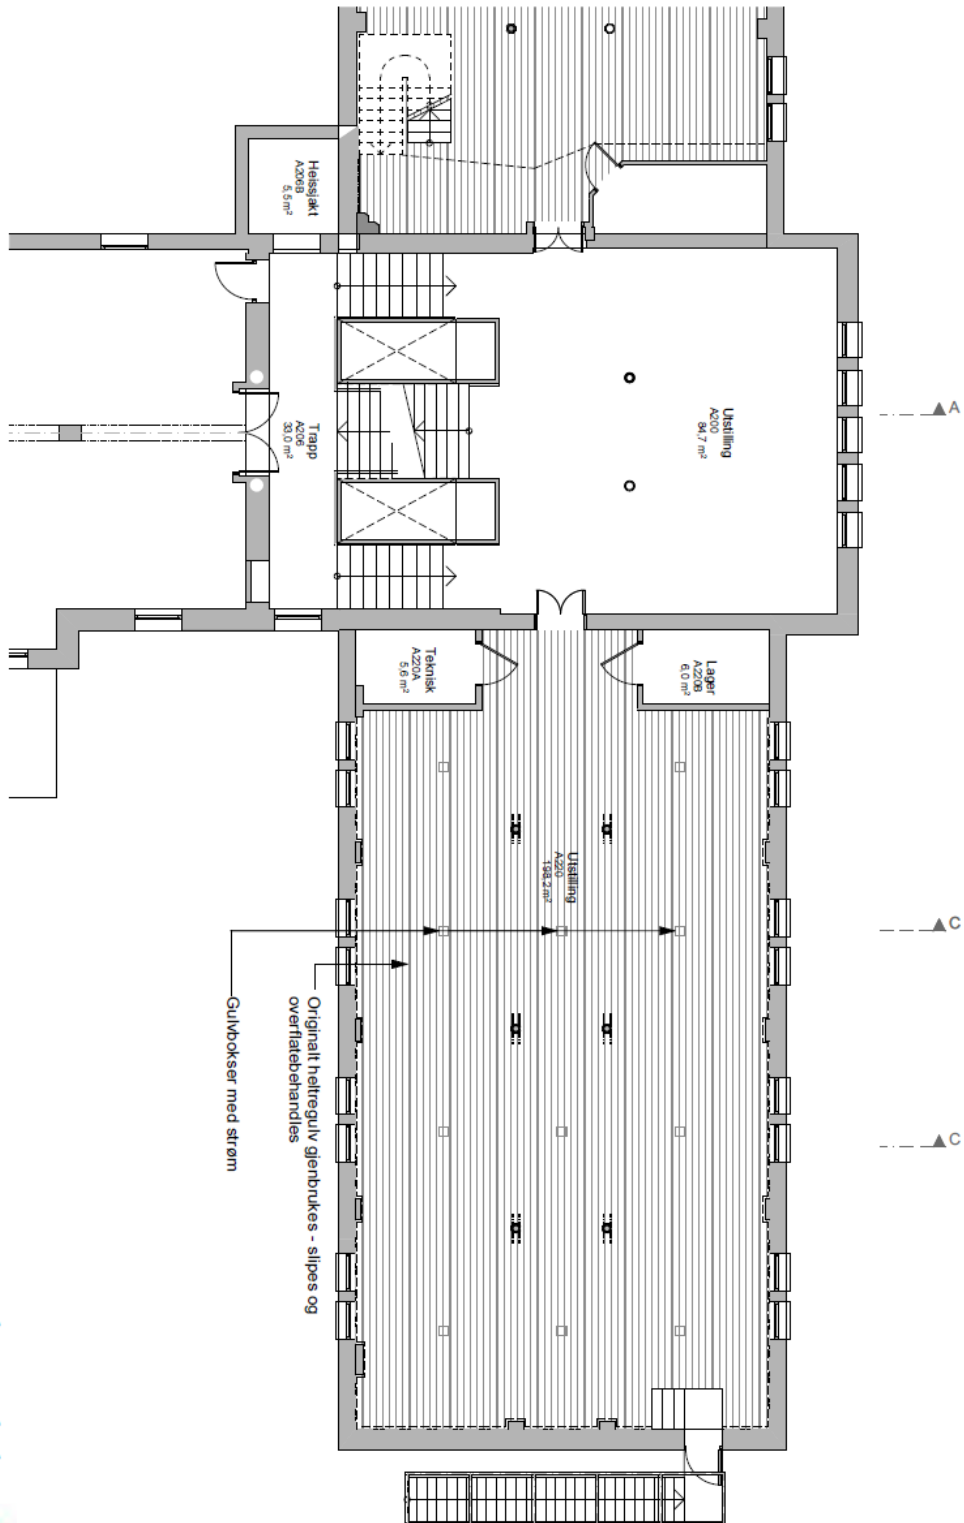 Heissjakt
A206B
5,5 m²
Trapp
A206
33,0 m²
Utstilling
A200
84,7 m²
A
Teknisk
A220A
5,6 m²
Lager
A220B
6,0 m²
Utstilling
A220
198,2 m²
C
Gulvbokser med strøm
Originalt heltregulv gjenbrukes - slipes og
overflatebehandles
C